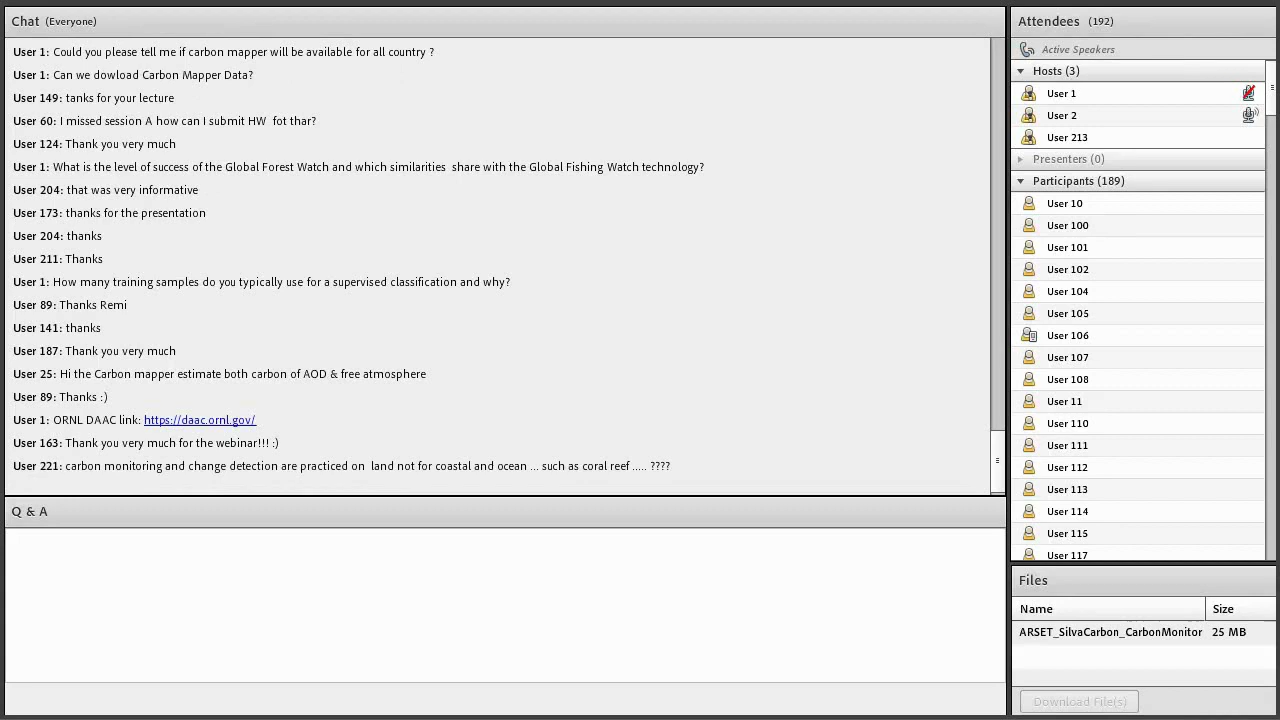 Chat (Everyone)
User 1: Could you please tell me if carbon mapper will be available for all country ?
User 1: Can we dowload Carbon Mapper Data?
User 149: tanks for your lecture
User 60: I missed session A how can I submit HW  fot thar?
User 124: Thank you very much
User 1: What is the level of success of the Global Forest Watch and which similarities  share with the Global Fishing Watch technology?
User 204: that was very informative
User 173: thanks for the presentation
User 204: thanks
User 211: Thanks
User 1: How many training samples do you typically use for a supervised classification and why?
User 89: Thanks Remi
User 141: thanks
User 187: Thank you very much
User 25: Hi the Carbon mapper estimate both carbon of AOD & free atmosphere
User 89: Thanks :)
User 1: ORNL DAAC link: https://daac.ornl.gov/
User 163: Thank you very much for the webinar!!! :)
User 221: carbon monitoring and change detection are practiced on  land not for coastal and ocean ... such as coral reef ..... ????
Q & A
Attendees (192)
Active Speakers
Hosts (3)
User 1
User 2
User 213
Presenters (0)
Participants (189)
User 10
User 100
User 101
User 102
User 104
User 105
User 106
User 107
User 108
User 11
User 110
User 111
User 112
User 113
User 114
User 115
User 117
Files
Name Size
ARSET_SilvaCarbon_CarbonMonitor 25 MB
Download File(s)